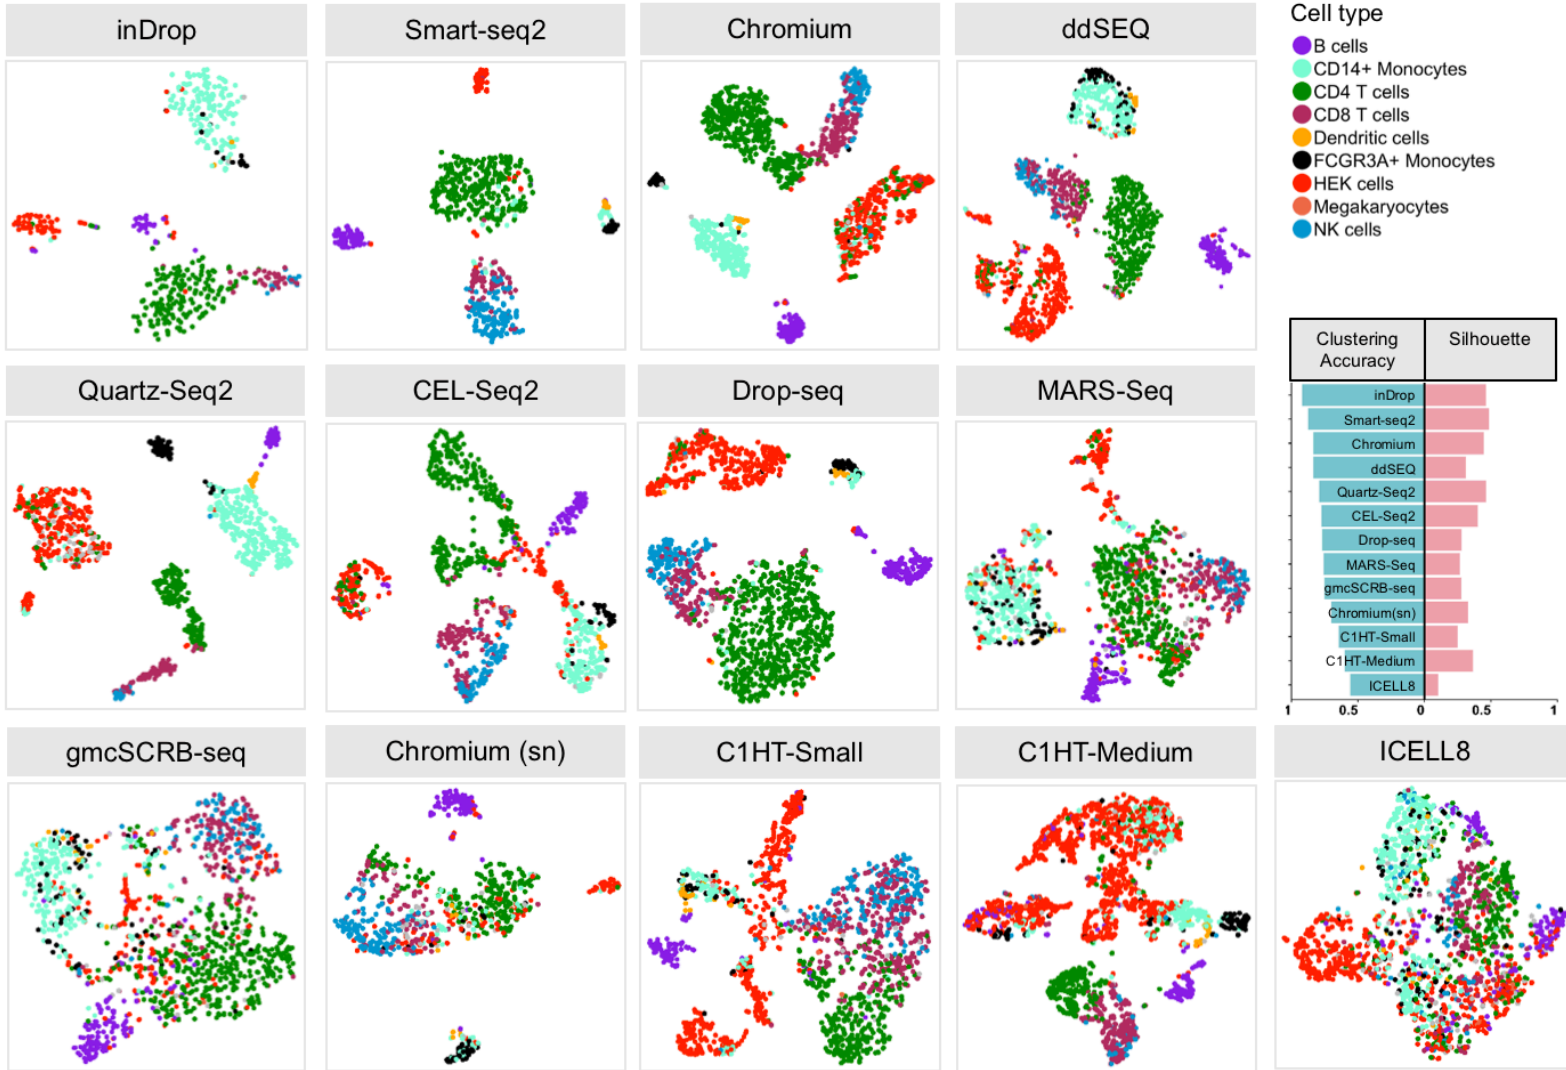 inDrop
Smart-seq2
Chromium
ddSEQ
Cell type
B cells
CD14+ Monocytes
CD4 T cells
CD8 T cells
Dendritic cells
FCGR3A+ Monocytes
HEK cells
Megakaryocytes
NK cells
Quartz-Seq2
CEL-Seq2
Drop-seq
MARS-Seq
Clustering
Accuracy
Silhouette
inDrop
Smart-seq2
Chromium
ddSEQ
Quartz-Seq2
CEL-Seq2
Drop-seq
MARS-Seq
gmcSCRB-seq
Chromium(sn)
C1HT-Small
C1HT-Medium
ICELL8
1 0.5 0 0.5 1
gmcSCRB-seq
Chromium (sn)
C1HT-Small
C1HT-Medium
ICELL8